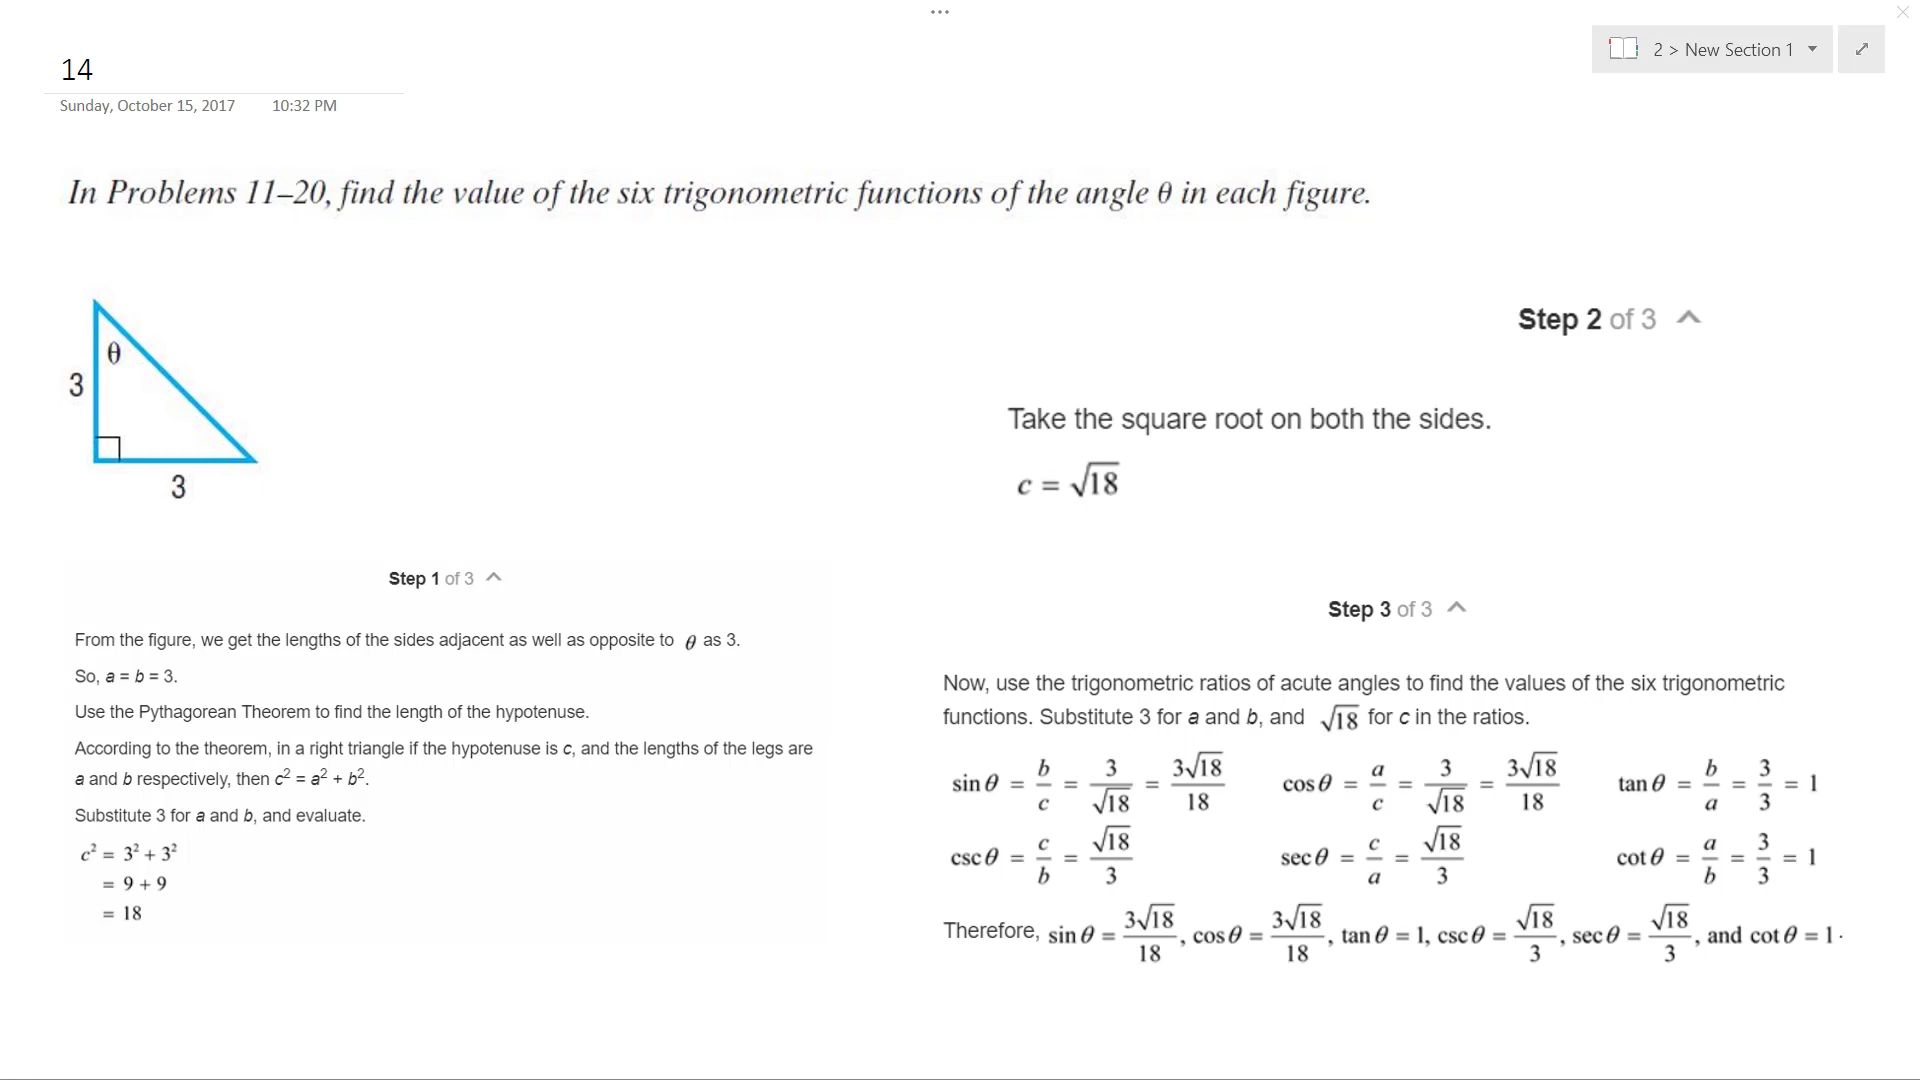 ...
14
2 > New Section 1
Sunday, October 15, 2017 10:32 PM
In Problems 11–20, find the value of the six trigonometric functions of the angle θ in each figure.
θ
3
3
Step 1 of 3
From the figure, we get the lengths of the sides adjacent as well as opposite to θ as 3.
So, a = b = 3.
Use the Pythagorean Theorem to find the length of the hypotenuse.
According to the theorem, in a right triangle if the hypotenuse is c, and the lengths of the legs are
a and b respectively, then c² = a² + b².
Substitute 3 for a and b, and evaluate.
c² = 3² + 3²
= 9 + 9
= 18
Step 2 of 3
Take the square root on both the sides.
c = √18
Step 3 of 3
Now, use the trigonometric ratios of acute angles to find the values of the six trigonometric
functions. Substitute 3 for a and b, and √18 for c in the ratios.
sin θ = b/c = 3/√18 = 3√18/18 cos θ = a/c = 3/√18 = 3√18/18 tan θ = b/a = 3/3 = 1
csc θ = c/b = √18/3 sec θ = c/a = √18/3 cot θ = a/b = 3/3 = 1
Therefore, sin θ = 3√18/18, cos θ = 3√18/18, tan θ = 1, csc θ = √18/3, sec θ = √18/3, and cot θ = 1.